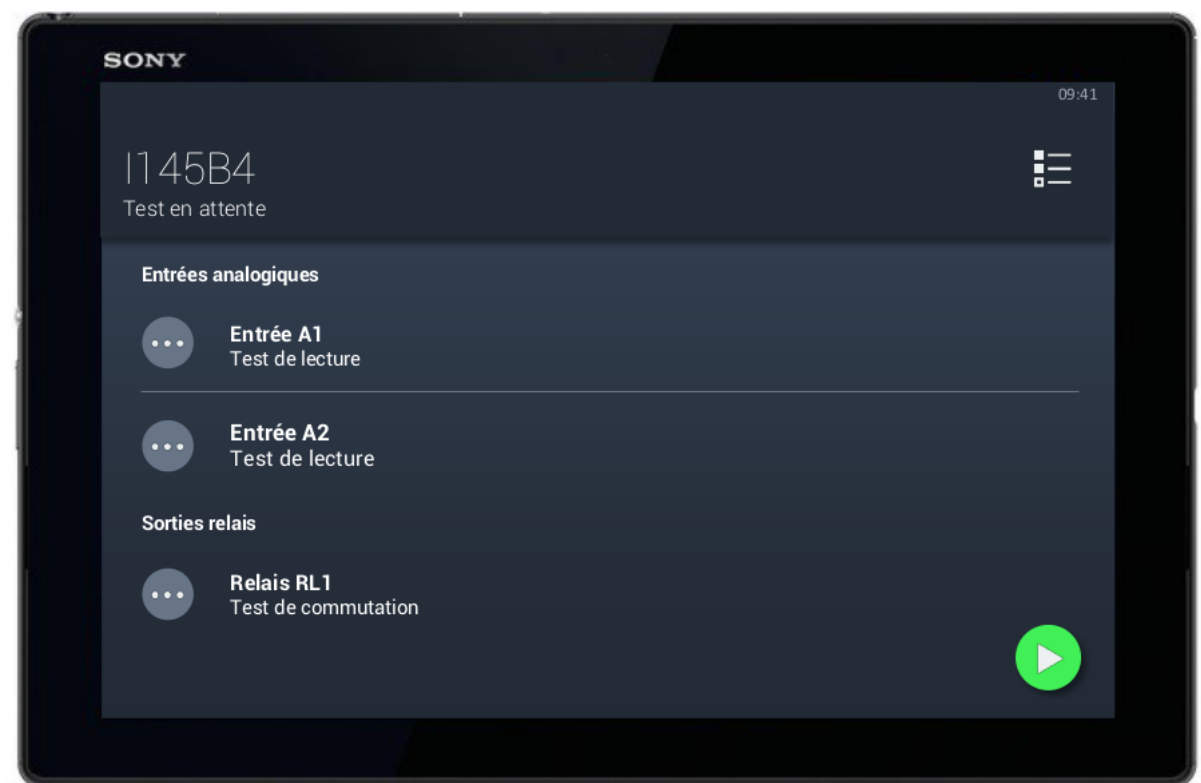 SONY
09:41
I145B4
Test en attente
Entrées analogiques
Entrée A1
Test de lecture
Entrée A2
Test de lecture
Sorties relais
Relais RL1
Test de commutation